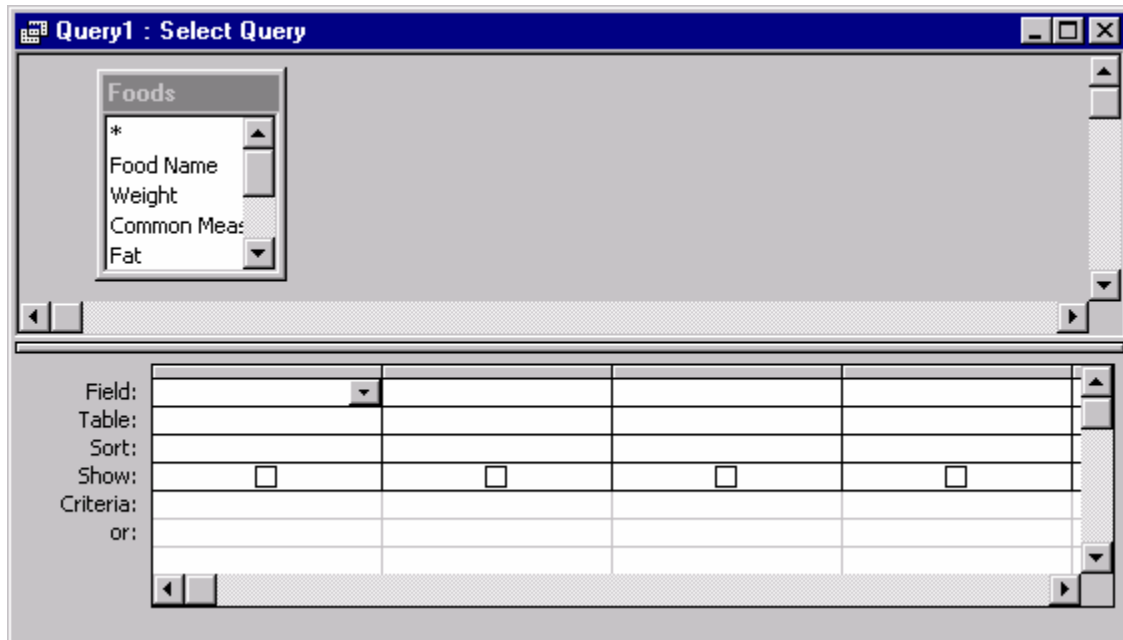 Query1 : Select Query
Foods
*
Food Name
Weight
Common Meas
Fat
Field:
Table:
Sort:
Show:
Criteria:
or: